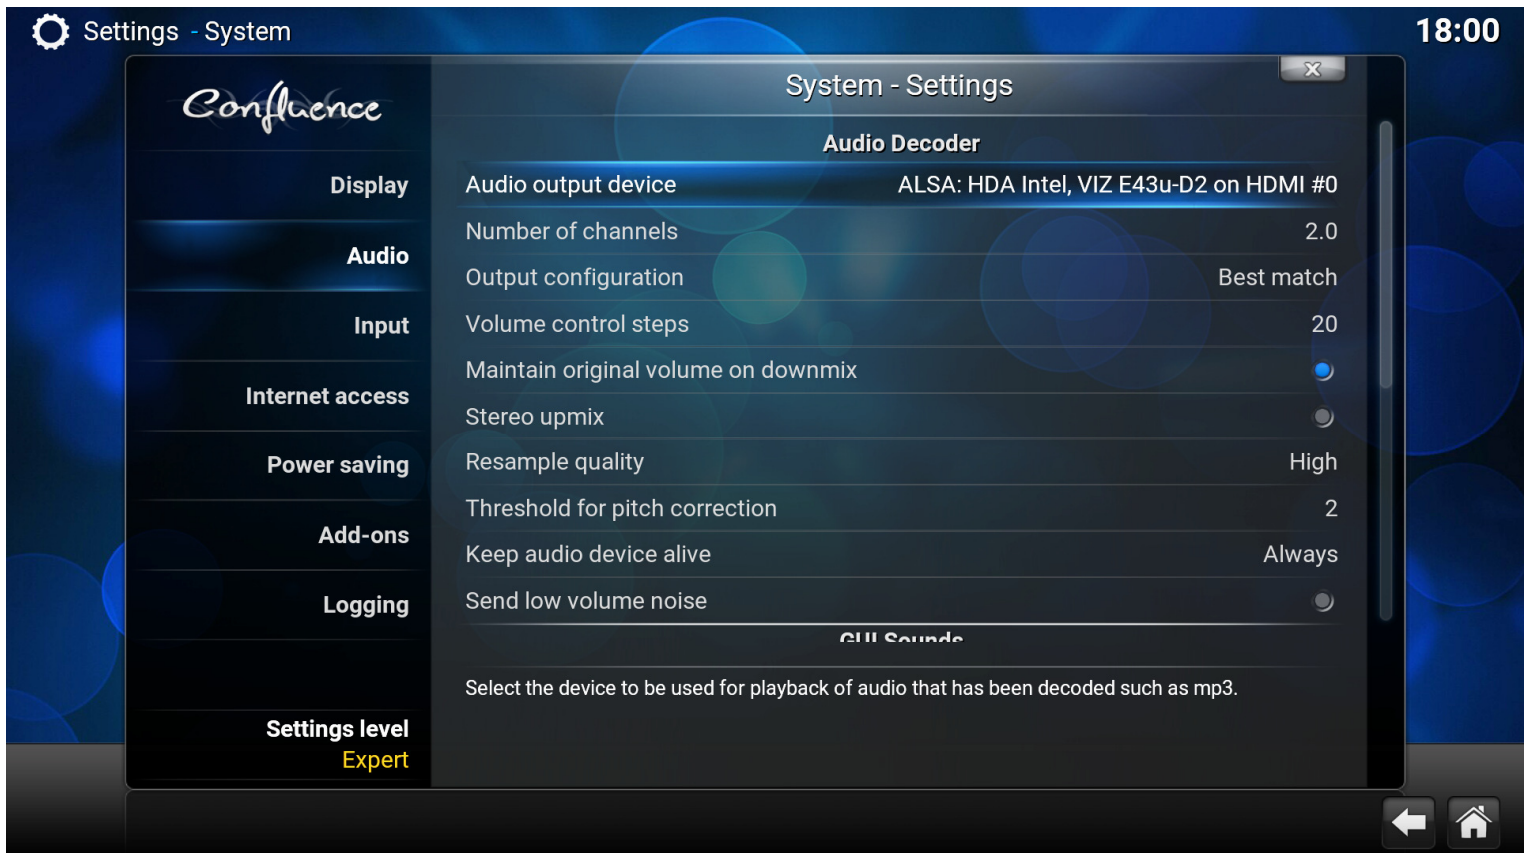 Settings - System
18:00
Confluence
System - Settings
Audio Decoder
Display
Audio output device ALSA: HDA Intel, VIZ E43u-D2 on HDMI #0
Number of channels 2.0
Audio
Output configuration Best match
Input
Volume control steps 20
Maintain original volume on downmix
Internet access
Stereo upmix
Power saving
Resample quality High
Threshold for pitch correction 2
Add-ons
Keep audio device alive Always
Logging
Send low volume noise
GUI Sounds
Select the device to be used for playback of audio that has been decoded such as mp3.
Settings level
Expert